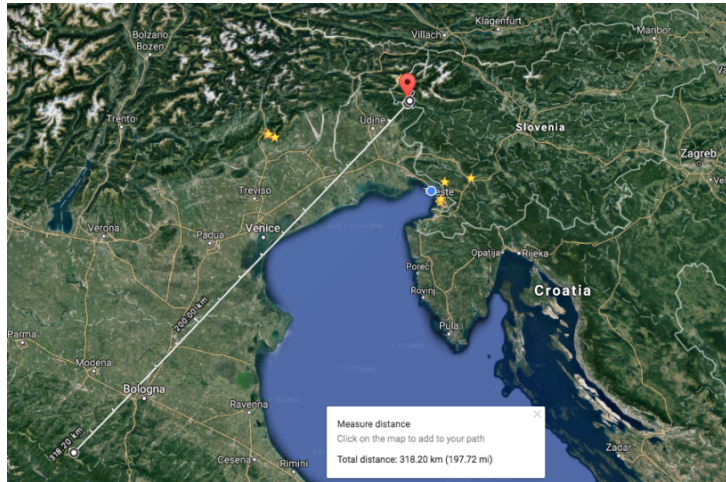 Klagenfurt
Villach
Maribor
Bolzano
Bozen
Trento
Udine
Slovenia
Zagreb
Treviso
Trieste
Venice
Verona
Padua
Opatija
Rijeka
Poreč
Croatia
Rovinj
200.00 km
Pula
Parma
Modena
Bologna
Ravenna
Measure distance
Click on the map to add to your path
Total distance: 318.20 km (197.72 mi)
318.20 km
Zadar
Cesena
Rimini